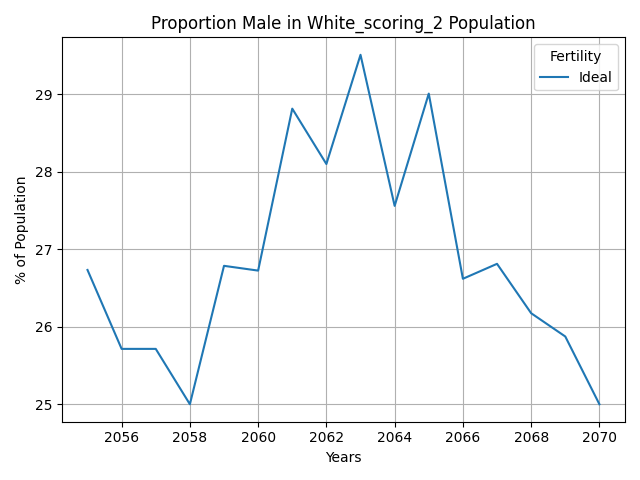 Proportion Male in White_scoring_2 Population
Fertility
Ideal
% of Population
29
28
27
26
25
2056 2058 2060 2062 2064 2066 2068 2070
Years